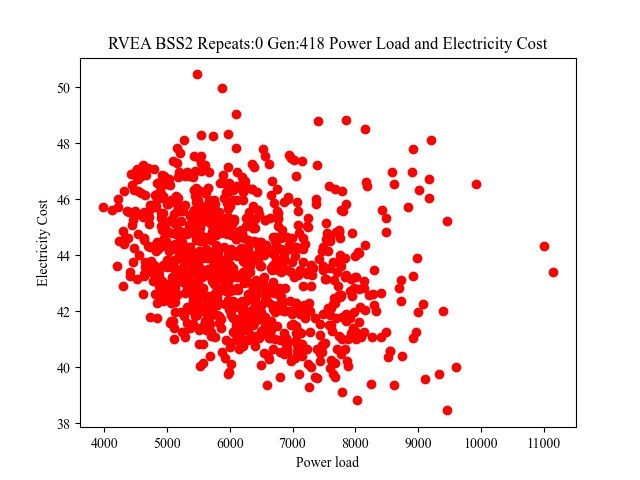 RVEA BSS2 Repeats:0 Gen:418 Power Load and Electricity Cost
50
48
46
44
42
40
38
Electricity Cost
4000 5000 6000 7000 8000 9000 10000 11000
Power load